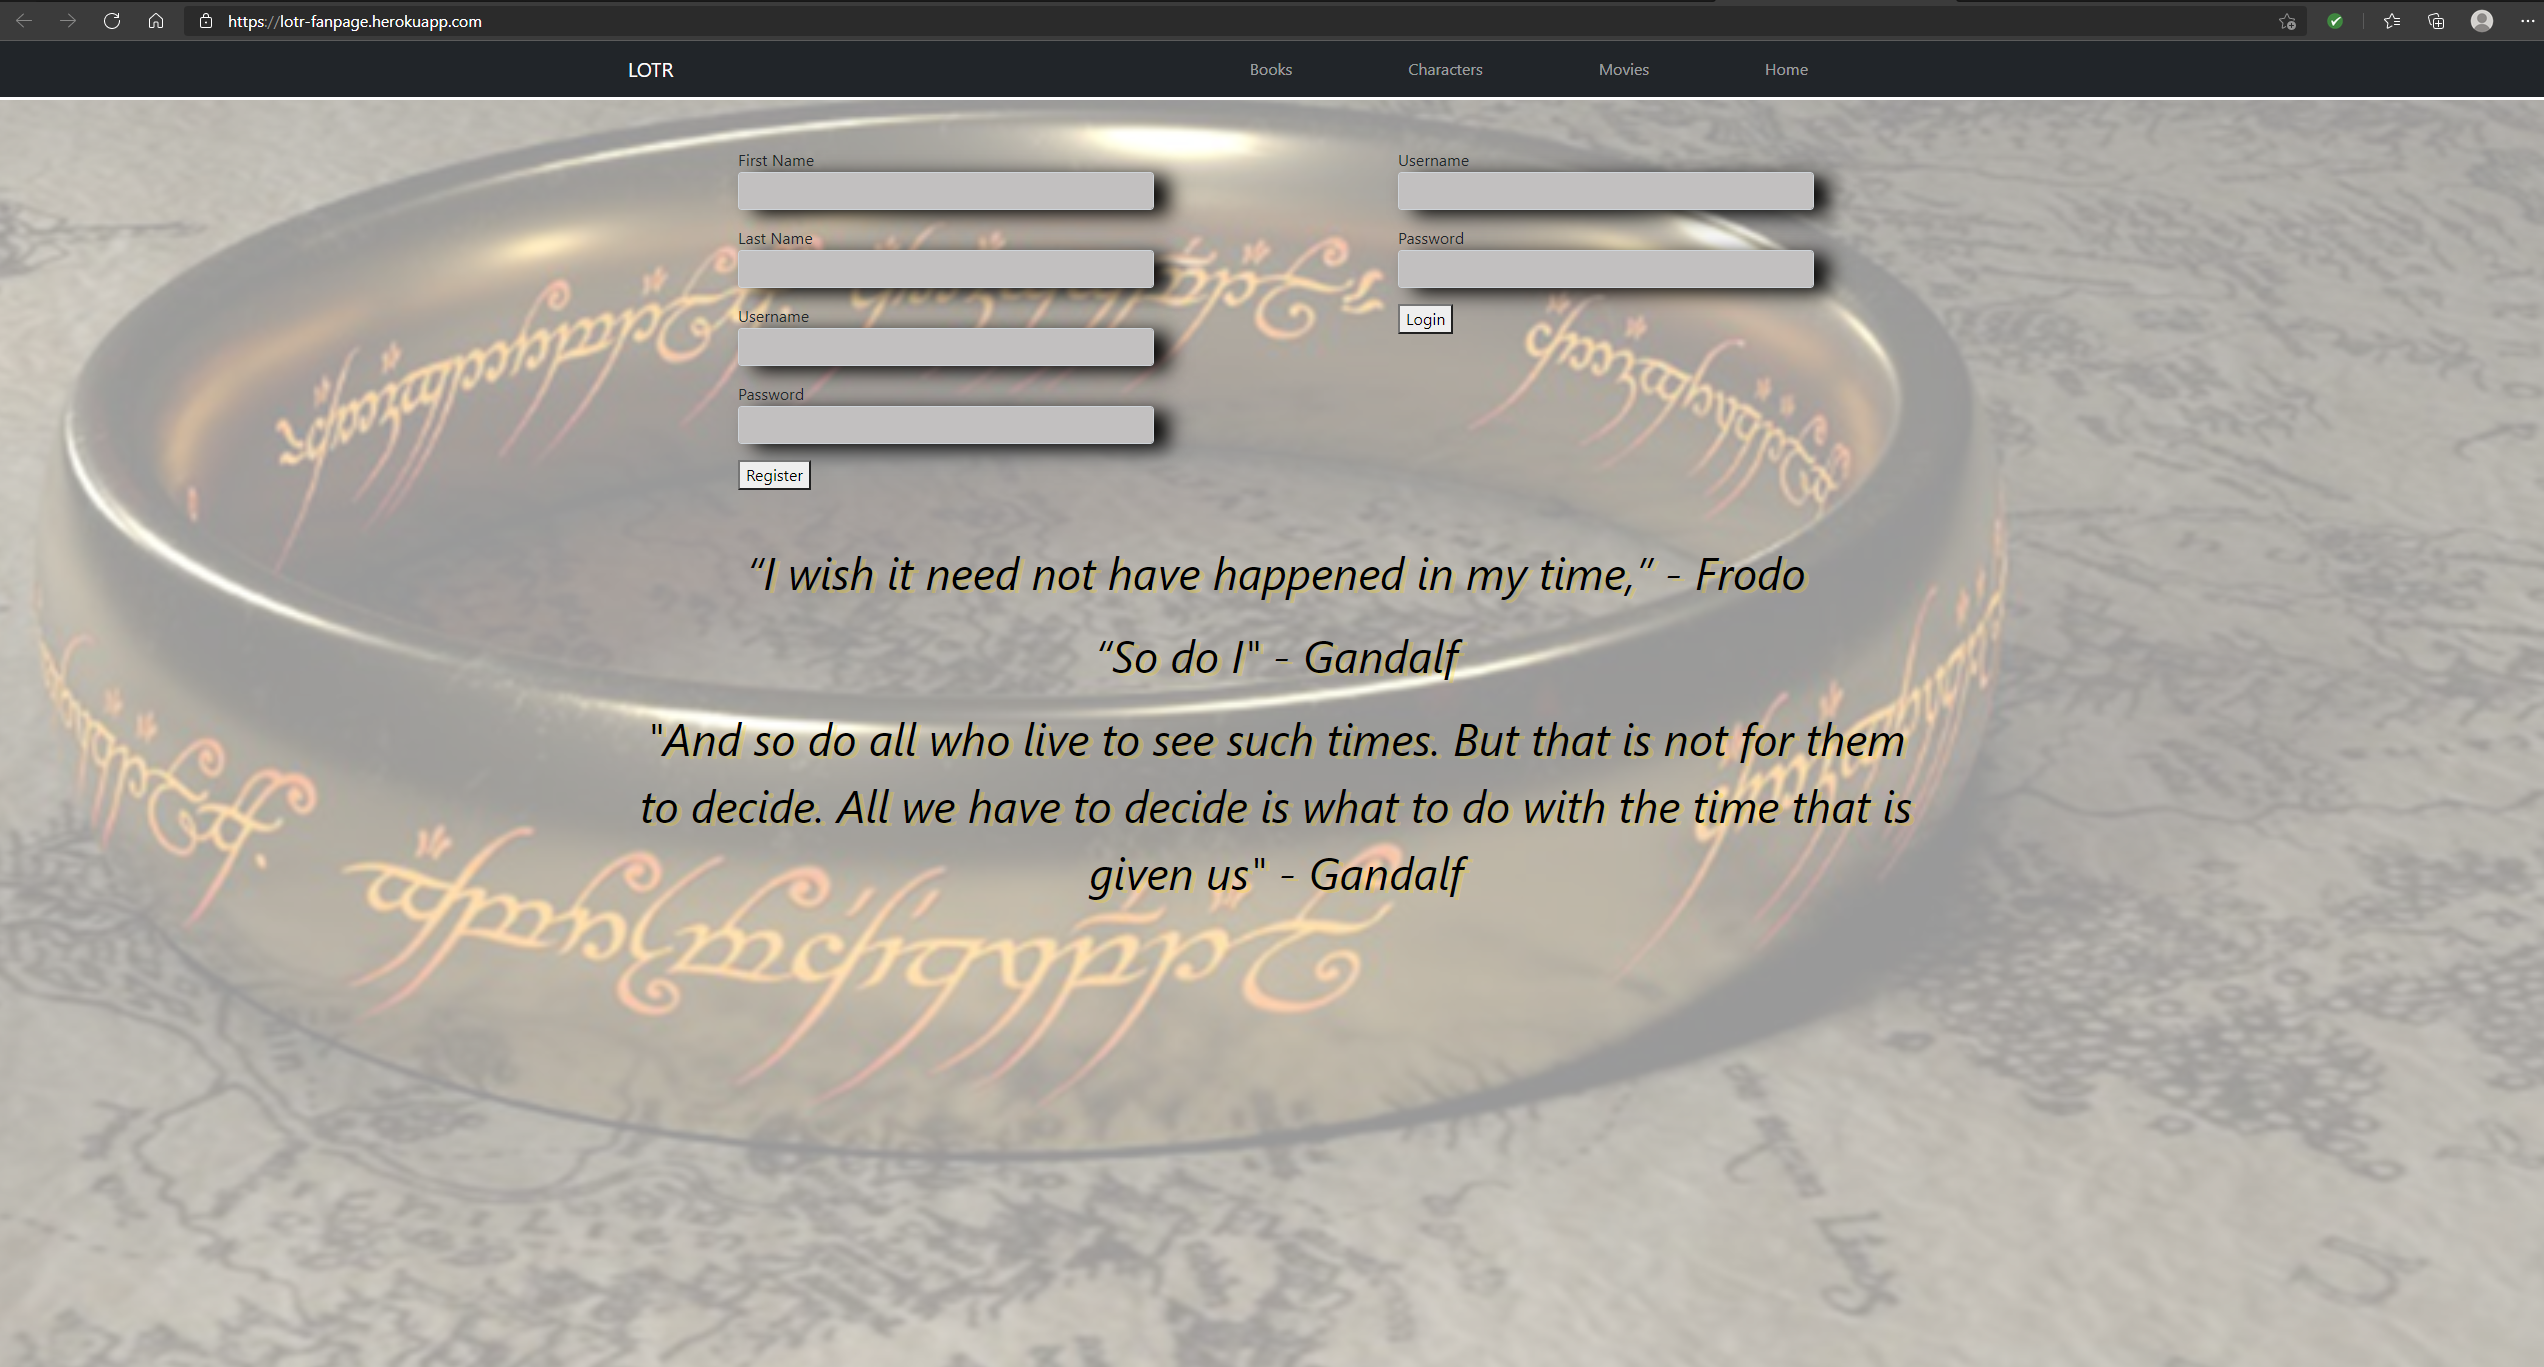 https://lotr-fanpage.herokuapp.com
LOTR Books Characters Movies Home
First Name
Last Name
Username
Password
Register
Username
Password
Login
“I wish it need not have happened in my time,” - Frodo
“So do I" - Gandalf
"And so do all who live to see such times. But that is not for them
to decide. All we have to decide is what to do with the time that is
given us" - Gandalf